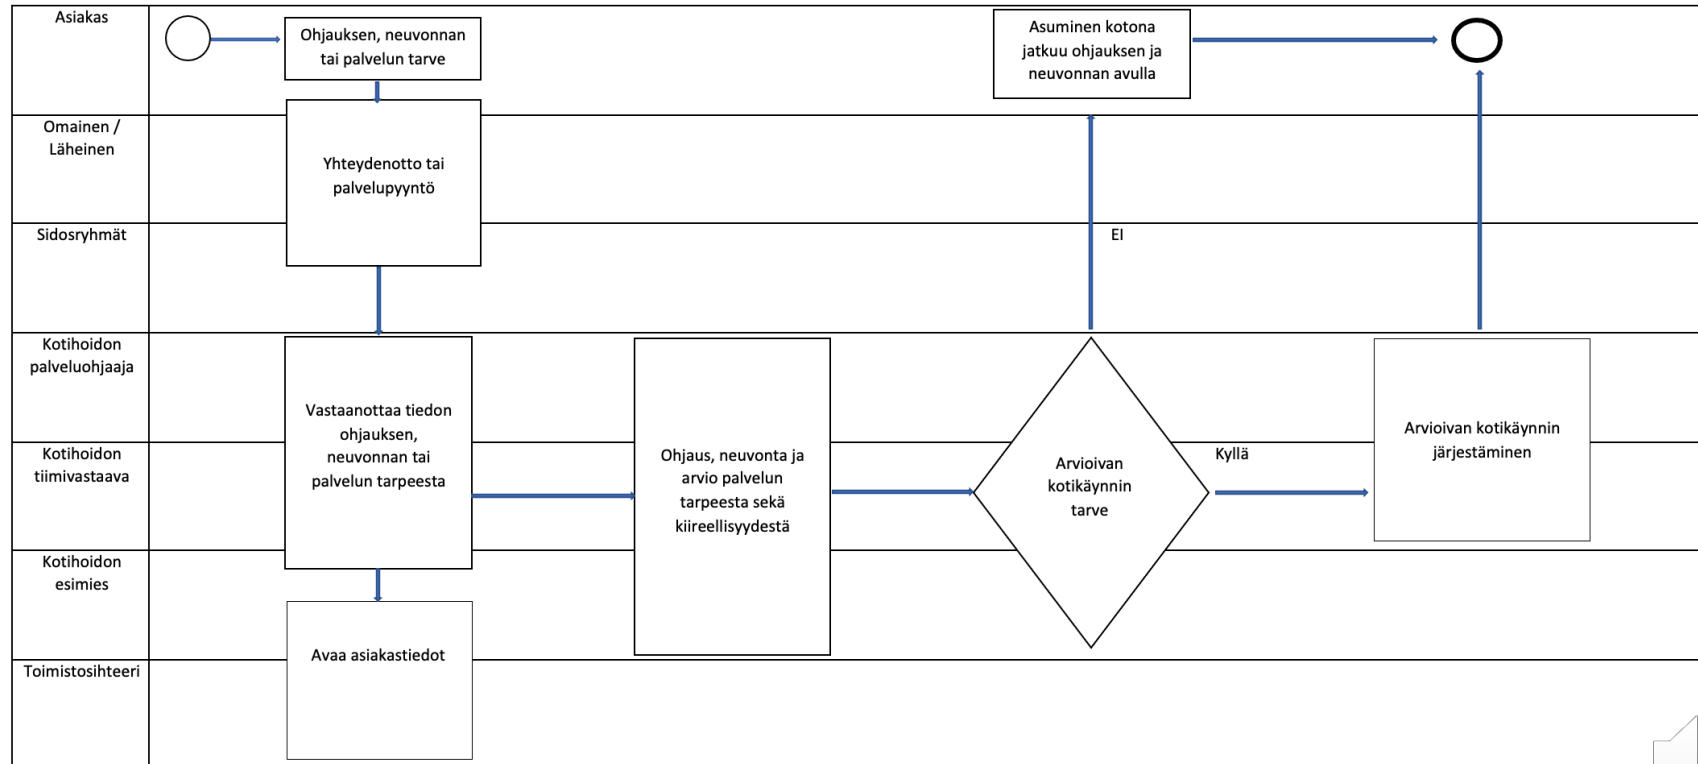 Asiakas
Ohjauksen, neuvonnan
tai palvelun tarve
Asuminen kotona
jatkuu ohjauksen ja
neuvonnan avulla
Omainen /
Läheinen
Yhteydenotto tai
palvelupyyntö
Sidosryhmät
EI
Kotihoidon
palveluohjaaja
Vastaanottaa tiedon
ohjauksen,
neuvonnan tai
palvelun tarpeesta
Kotihoidon
tiimivastaava
Ohjaus, neuvonta ja
arvio palvelun
tarpeesta sekä
kiireellisyydestä
Arvioivan
kotikäynnin
tarve
Kyllä
Arvioivan kotikäynnin
järjestäminen
Kotihoidon
esimies
Avaa asiakastiedot
Toimistosihteeri